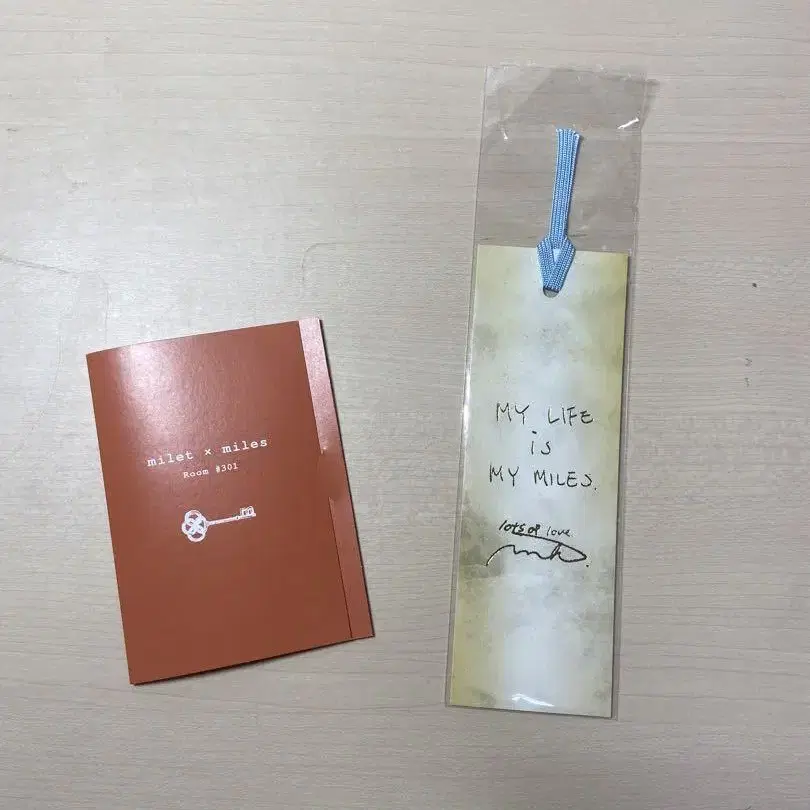 milet × miles
Room #301
MY LIFE
is
MY MILES.
lots of love